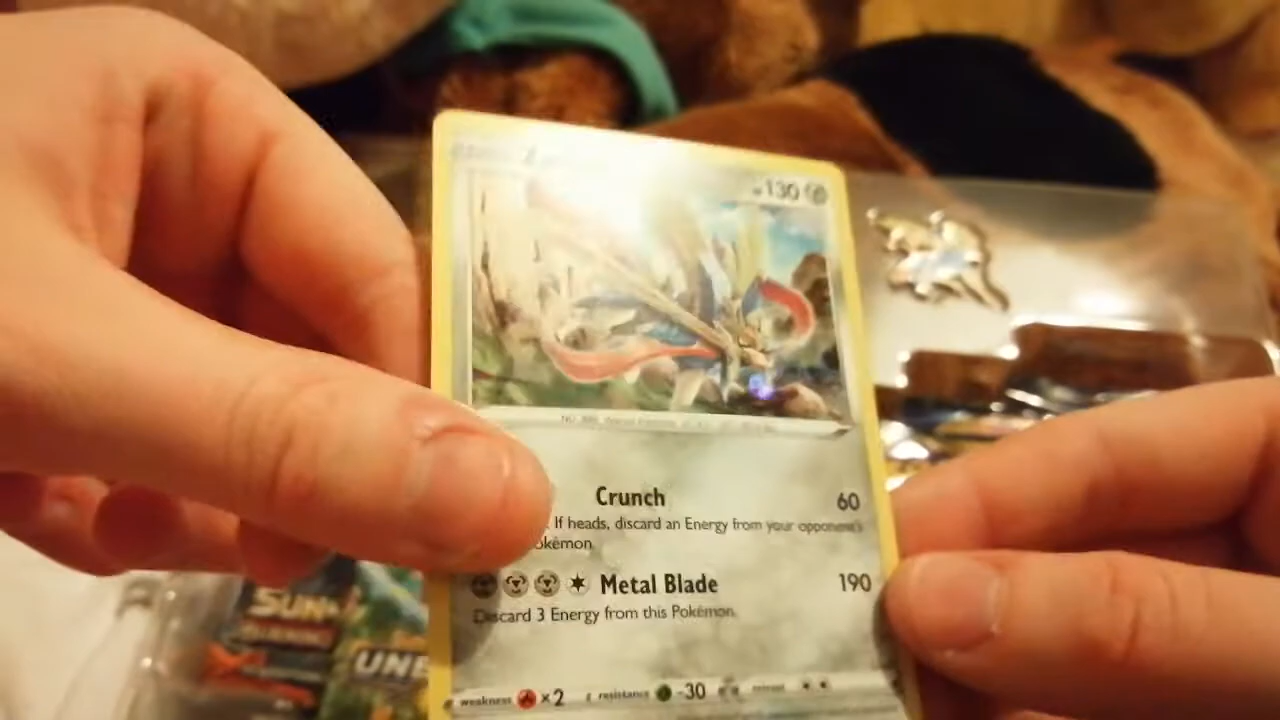 130
Crunch 60
If heads, discard an Energy from your opponent's
okémon.
Metal Blade 190
Discard 3 Energy from this Pokémon.
weakness ×2 resistance -30 retreat
SUN
UNB